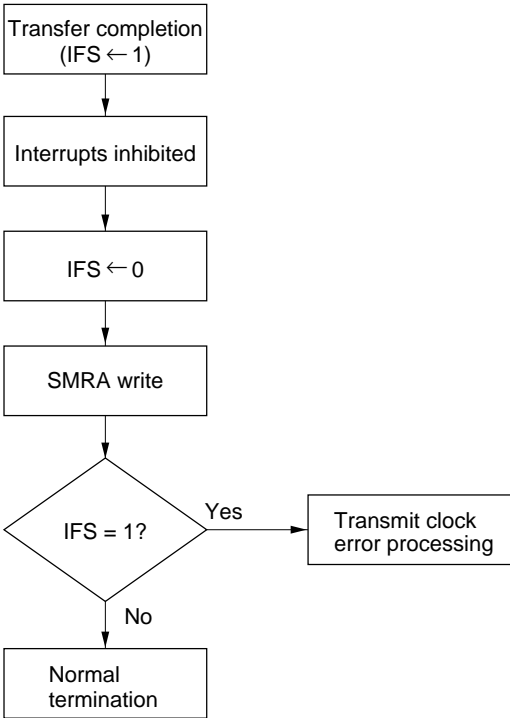 Transfer completion
(IFS ← 1)
Interrupts inhibited
IFS ← 0
SMRA write
IFS = 1?
Yes
Transmit clock
error processing
No
Normal
termination